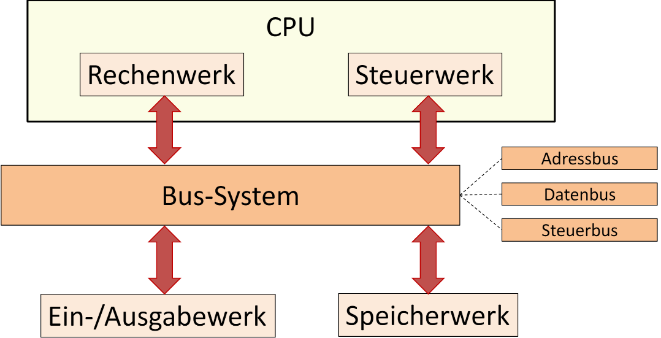 CPU
Rechenwerk
Steuerwerk
Bus-System
Adressbus
Datenbus
Steuerbus
Ein-/Ausgabewerk
Speicherwerk